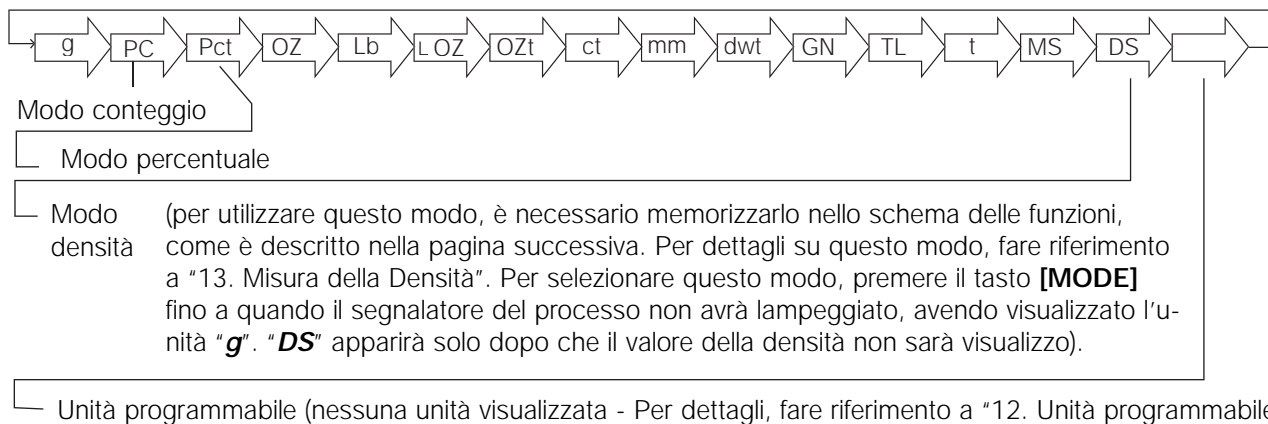 g PC Pct OZ Lb L OZ OZt ct mm dwt GN TL t MS DS
Modo conteggio
Modo percentuale
Modo densità
(per utilizzare questo modo, è necessario memorizzarlo nello schema delle funzioni,
come è descritto nella pagina successiva. Per dettagli su questo modo, fare riferimento
a "13. Misura della Densità". Per selezionare questo modo, premere il tasto [MODE]
fino a quando il segnalatore del processo non avrà lampeggiato, avendo visualizzato l'u-
nità "g". "DS" apparirà solo dopo che il valore della densità non sarà visualizzo).
Unità programmabile (nessuna unità visualizzata - Per dettagli, fare riferimento a "12. Unità programmabile